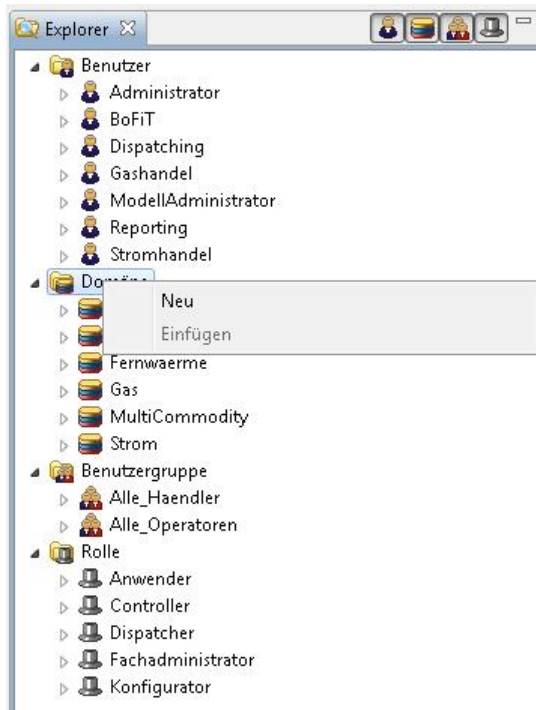 Explorer
Benutzer
Administrator
BoFiT
Dispatching
Gashandel
ModellAdministrator
Reporting
Stromhandel
Domäne
Neu
Einfügen
Fernwaerme
Gas
MultiCommodity
Strom
Benutzergruppe
Alle_Haendler
Alle_Operatoren
Rolle
Anwender
Controller
Dispatcher
Fachadministrator
Konfigurator